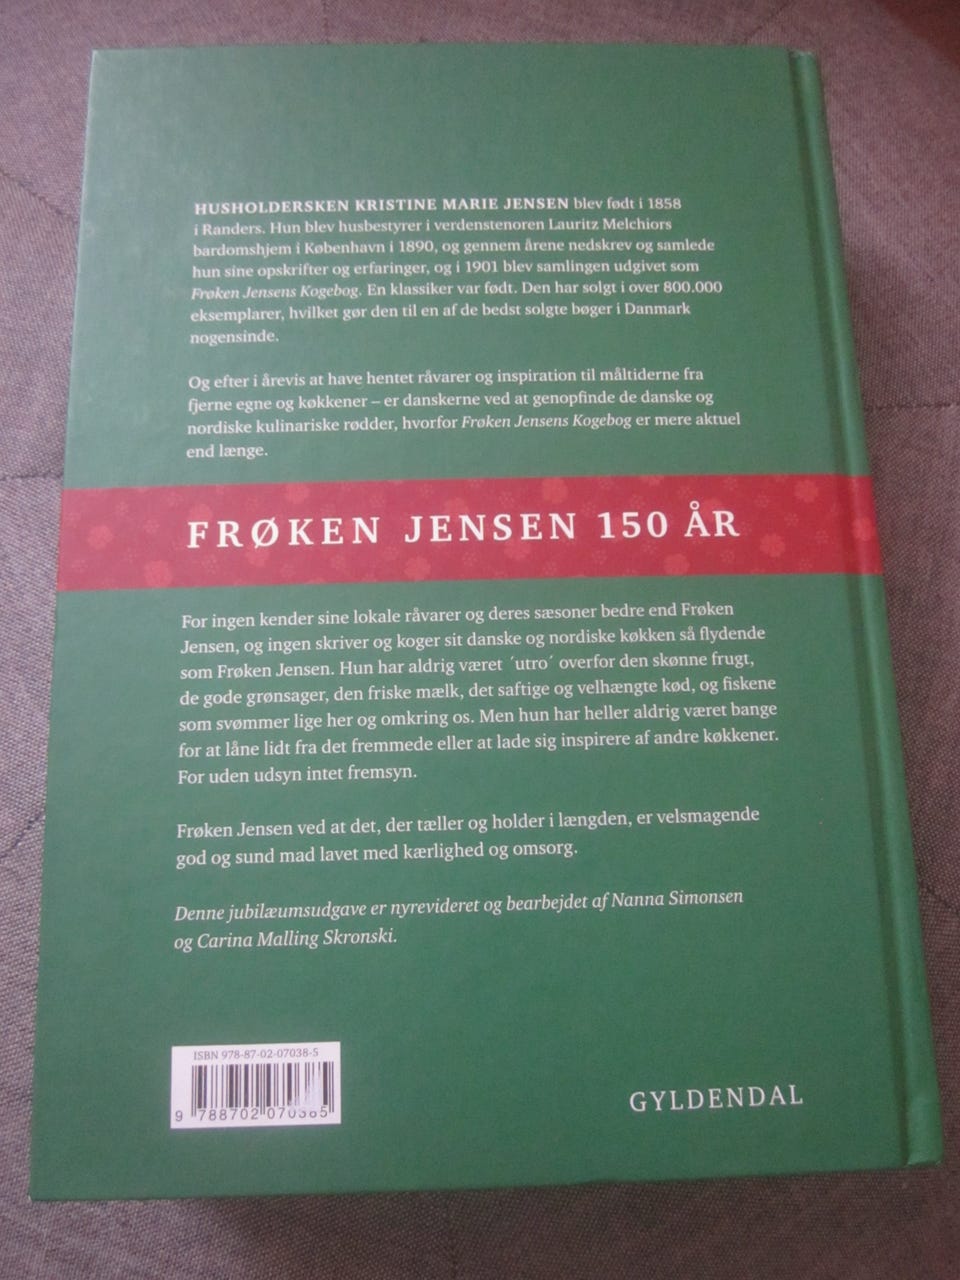 HUSHOLDERSKEN KRISTINE MARIE JENSEN blev født i 1858
i Randers. Hun blev husbestyrer i verdenstenoren Lauritz Melchiors
bardomshjem i København i 1890, og gennem årene nedskrev og samlede
hun sine opskrifter og erfaringer, og i 1901 blev samlingen udgivet som
Frøken Jensens Kogebog. En klassiker var født. Den har solgt i over 800.000
eksemplarer, hvilket gør den til en af de bedst solgte bøger i Danmark
nogensinde.
Og efter i årevis at have hentet råvarer og inspiration til måltiderne fra
fjerne egne og køkkener – er danskerne ved at genopfinde de danske og
nordiske kulinariske rødder, hvorfor Frøken Jensens Kogebog er mere aktuel
end længe.
FRØKEN JENSEN 150 ÅR
For ingen kender sine lokale råvarer og deres sæsoner bedre end Frøken
Jensen, og ingen skriver og koger sit danske og nordiske køkken så flydende
som Frøken Jensen. Hun har aldrig været ´utro´ overfor den skønne frugt,
de gode grønsager, den friske mælk, det saftige og velhængte kød, og fiskene
som svømmer lige her og omkring os. Men hun har heller aldrig været bange
for at låne lidt fra det fremmede eller at lade sig inspirere af andre køkkener.
For uden udsyn intet fremsyn.
Frøken Jensen ved at det, der tæller og holder i længden, er velsmagende
god og sund mad lavet med kærlighed og omsorg.
Denne jubilæumsudgave er nyrevideret og bearbejdet af Nanna Simonsen
og Carina Malling Skronski.
ISBN 978-87-02-07038-5
9 788702 070385
GYLDENDAL